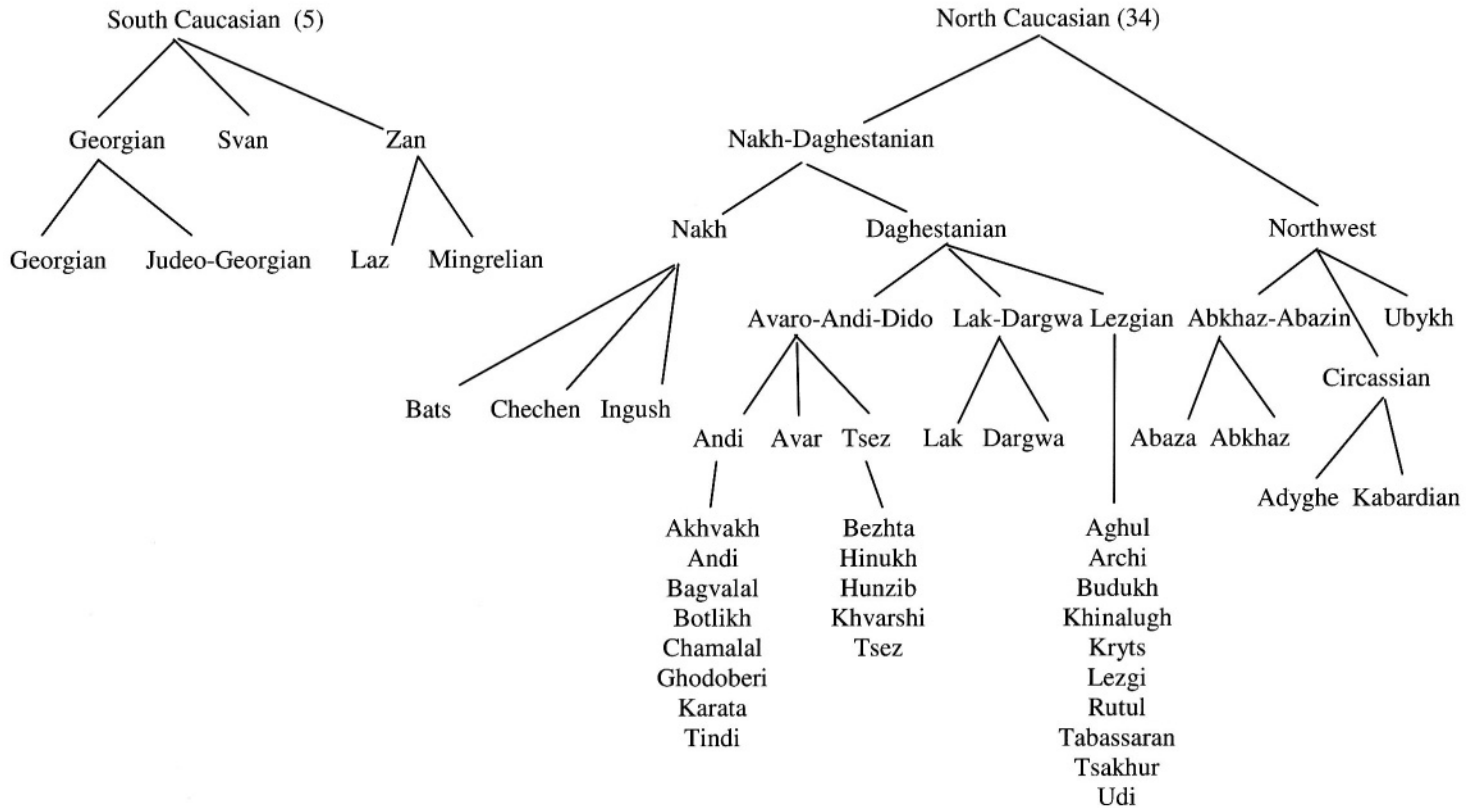 South Caucasian (5)
North Caucasian (34)
Georgian Svan Zan
Nakh-Daghestanian
Nakh Daghestanian Northwest
Georgian Judeo-Georgian Laz Mingrelian
Avaro-Andi-Dido Lak-Dargwa Lezgian Abkhaz-Abazin Ubykh
Circassian
Bats Chechen Ingush
Andi Avar Tsez Lak Dargwa Abaza Abkhaz
Adyghe Kabardian
Akhvakh
Andi
Bagvalal
Botlikh
Chamalal
Ghodoberi
Karata
Tindi
Bezhta
Hinukh
Hunzib
Khvarshi
Tsez
Aghul
Archi
Budukh
Khinalugh
Kryts
Lezgi
Rutul
Tabassaran
Tsakhur
Udi